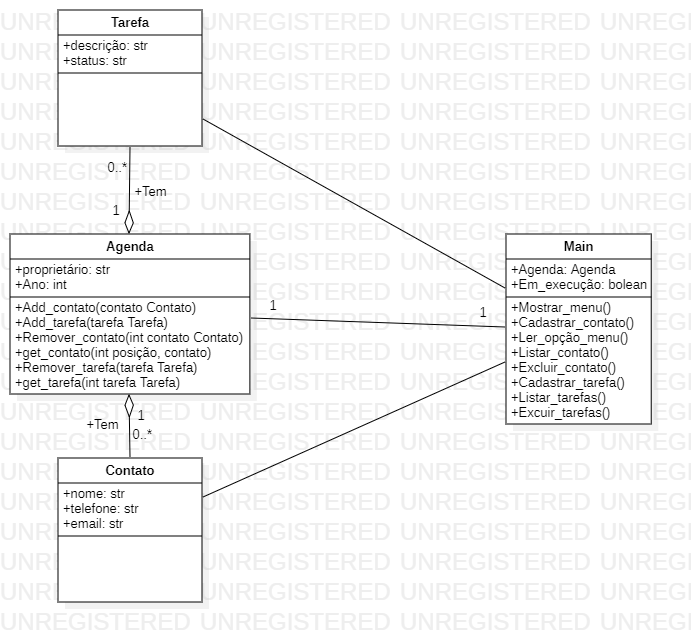 Tarefa
+descrição: str
+status: str
0..*
+Tem
1
Agenda
+proprietário: str
+Ano: int
+Add_contato(contato Contato)
+Add_tarefa(tarefa Tarefa)
+Remover_contato(int contato Contato)
+get_contato(int posição, contato)
+Remover_tarefa(tarefa Tarefa)
+get_tarefa(int tarefa Tarefa)
1
1
Main
+Agenda: Agenda
+Em_execução: bolean
+Mostrar_menu()
+Cadastrar_contato()
+Ler_opção_menu()
+Listar_contato()
+Excluir_contato()
+Cadastrar_tarefa()
+Listar_tarefas()
+Excuir_tarefas()
1
+Tem
0..*
Contato
+nome: str
+telefone: str
+email: str
UNREGISTERED